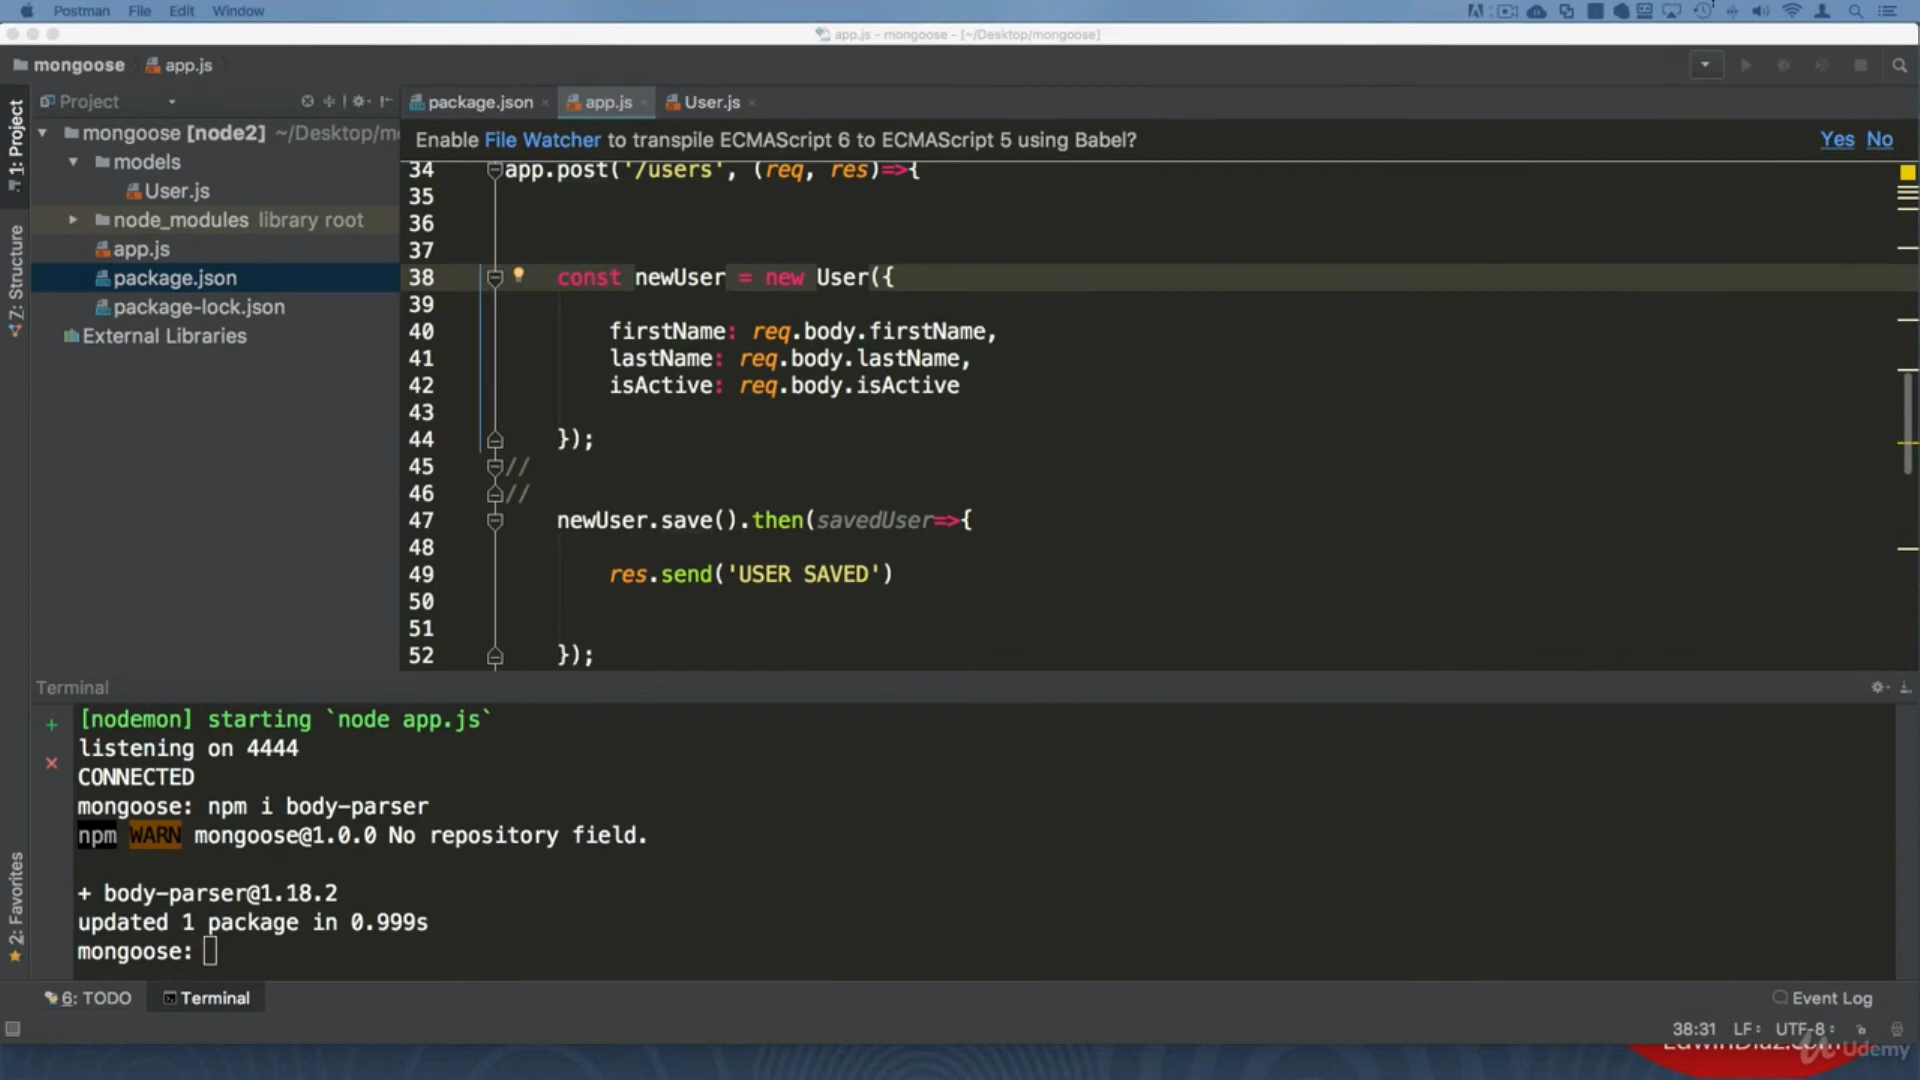 Postman File Edit Window
app.js - mongoose - [~/Desktop/mongoose]
mongoose app.js
1: Project
Project
package.json app.js User.js
Enable File Watcher to transpile ECMAScript 6 to ECMAScript 5 using Babel? Yes No
mongoose [node2] ~/Desktop/m
models
User.js
node_modules library root
app.js
package.json
package-lock.json
External Libraries
7: Structure
2: Favorites
34 app.post('/users', (req, res)=>{
35
36
37
38 const newUser = new User({
39
40 firstName: req.body.firstName,
41 lastName: req.body.lastName,
42 isActive: req.body.isActive
43
44 });
45 //
46 //
47 newUser.save().then(savedUser=>{
48
49 res.send('USER SAVED')
50
51
52 });
Terminal
[nodemon] starting `node app.js`
listening on 4444
CONNECTED
mongoose: npm i body-parser
npm WARN mongoose@1.0.0 No repository field.
+ body-parser@1.18.2
updated 1 package in 0.999s
mongoose:
6: TODO Terminal Event Log
38:31 LF: UTF-8:
EdwinDiaz.com
Udemy